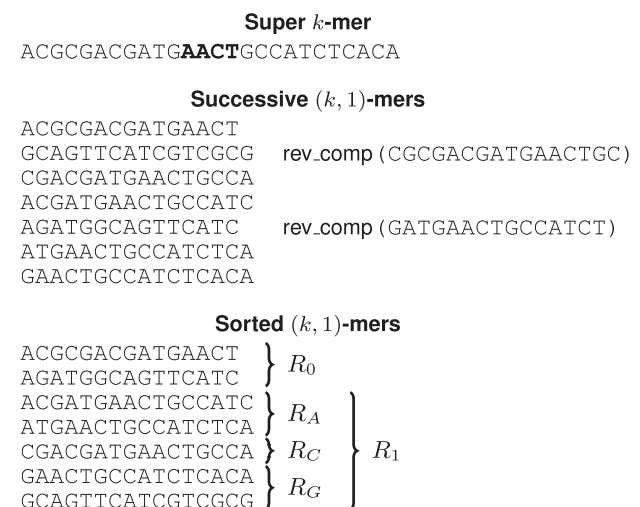 Super k-mer
ACGCGACGATGAACTGCCATCTCACA
Successive (k, 1)-mers
ACGCGACGATGAACT
GCAGTTCATCGTCGCG rev_comp (CGCGACGATGAACTGC)
CGACGATGAACTGCCA
ACGATGAACTGCCATC
AGATGGCAGTTCATC rev_comp (GATGAACTGCCATCT)
ATGAACTGCCATCTCA
GAACTGCCATCTCACA
Sorted (k, 1)-mers
ACGCGACGATGAACT
AGATGGCAGTTCATC
R0
ACGATGAACTGCCATC
ATGAACTGCCATCTCA
RA
CGACGATGAACTGCCA
RC
R1
GAACTGCCATCTCACA
GCAGTTCATCGTCGCG
RG